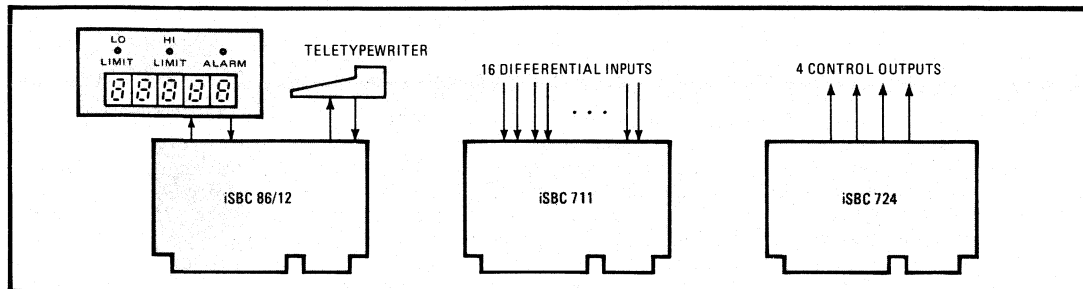 LO HI
LIMIT LIMIT ALARM
88888
TELETYPEWRITER
16 DIFFERENTIAL INPUTS
. . .
4 CONTROL OUTPUTS
iSBC 86/12
iSBC 711
iSBC 724